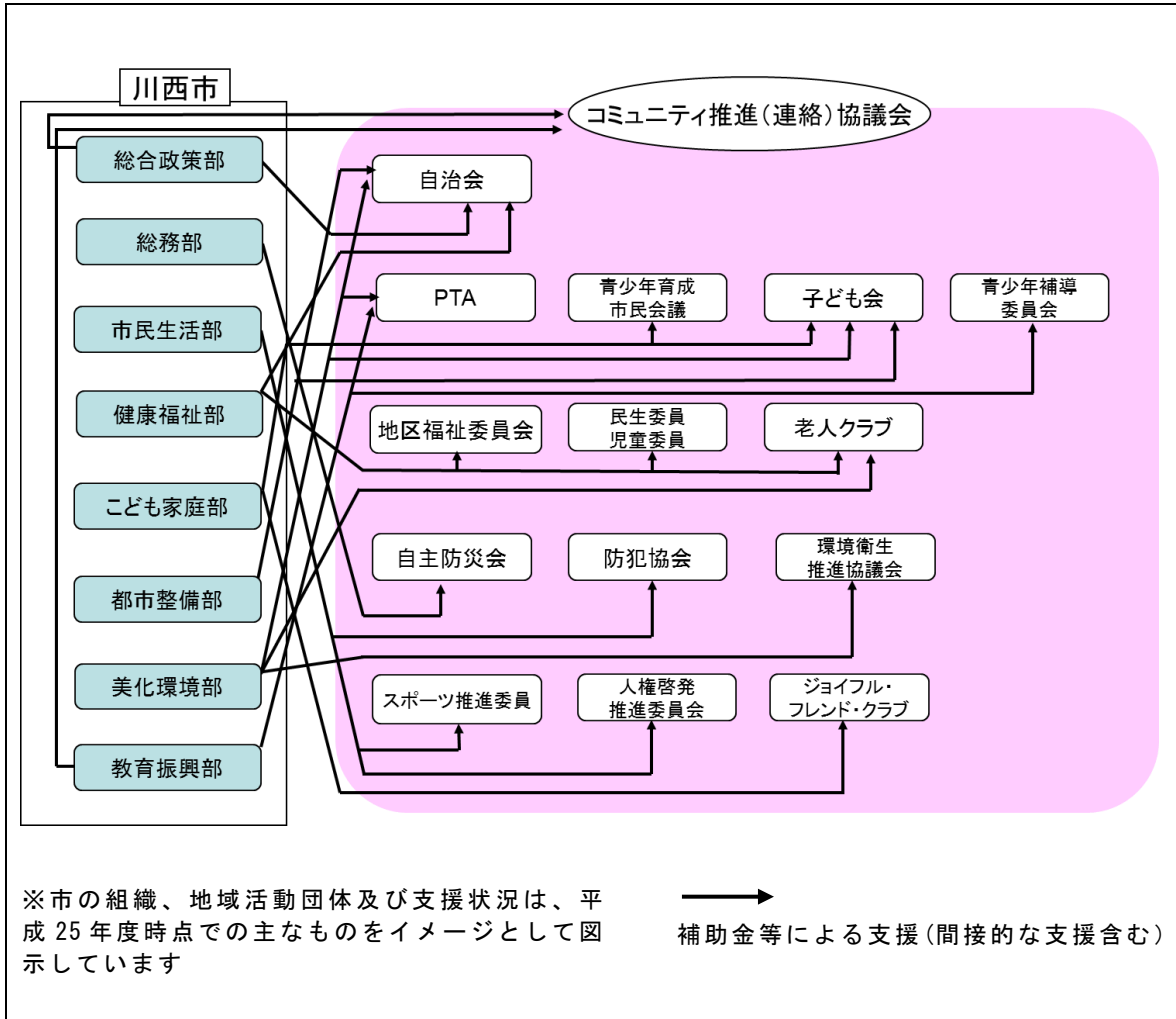 川西市
コミュニティ推進(連絡)協議会
総合政策部
総務部
市民生活部
健康福祉部
こども家庭部
都市整備部
美化環境部
教育振興部
自治会
PTA
青少年育成
市民会議
子ども会
青少年補導
委員会
地区福祉委員会
民生委員
児童委員
老人クラブ
自主防災会
防犯協会
環境衛生
推進協議会
スポーツ推進委員
人権啓発
推進委員会
ジョイフル・
フレンド・クラブ
※市の組織、地域活動団体及び支援状況は、平
成25年度時点での主なものをイメージとして図
示しています
補助金等による支援(間接的な支援含む)